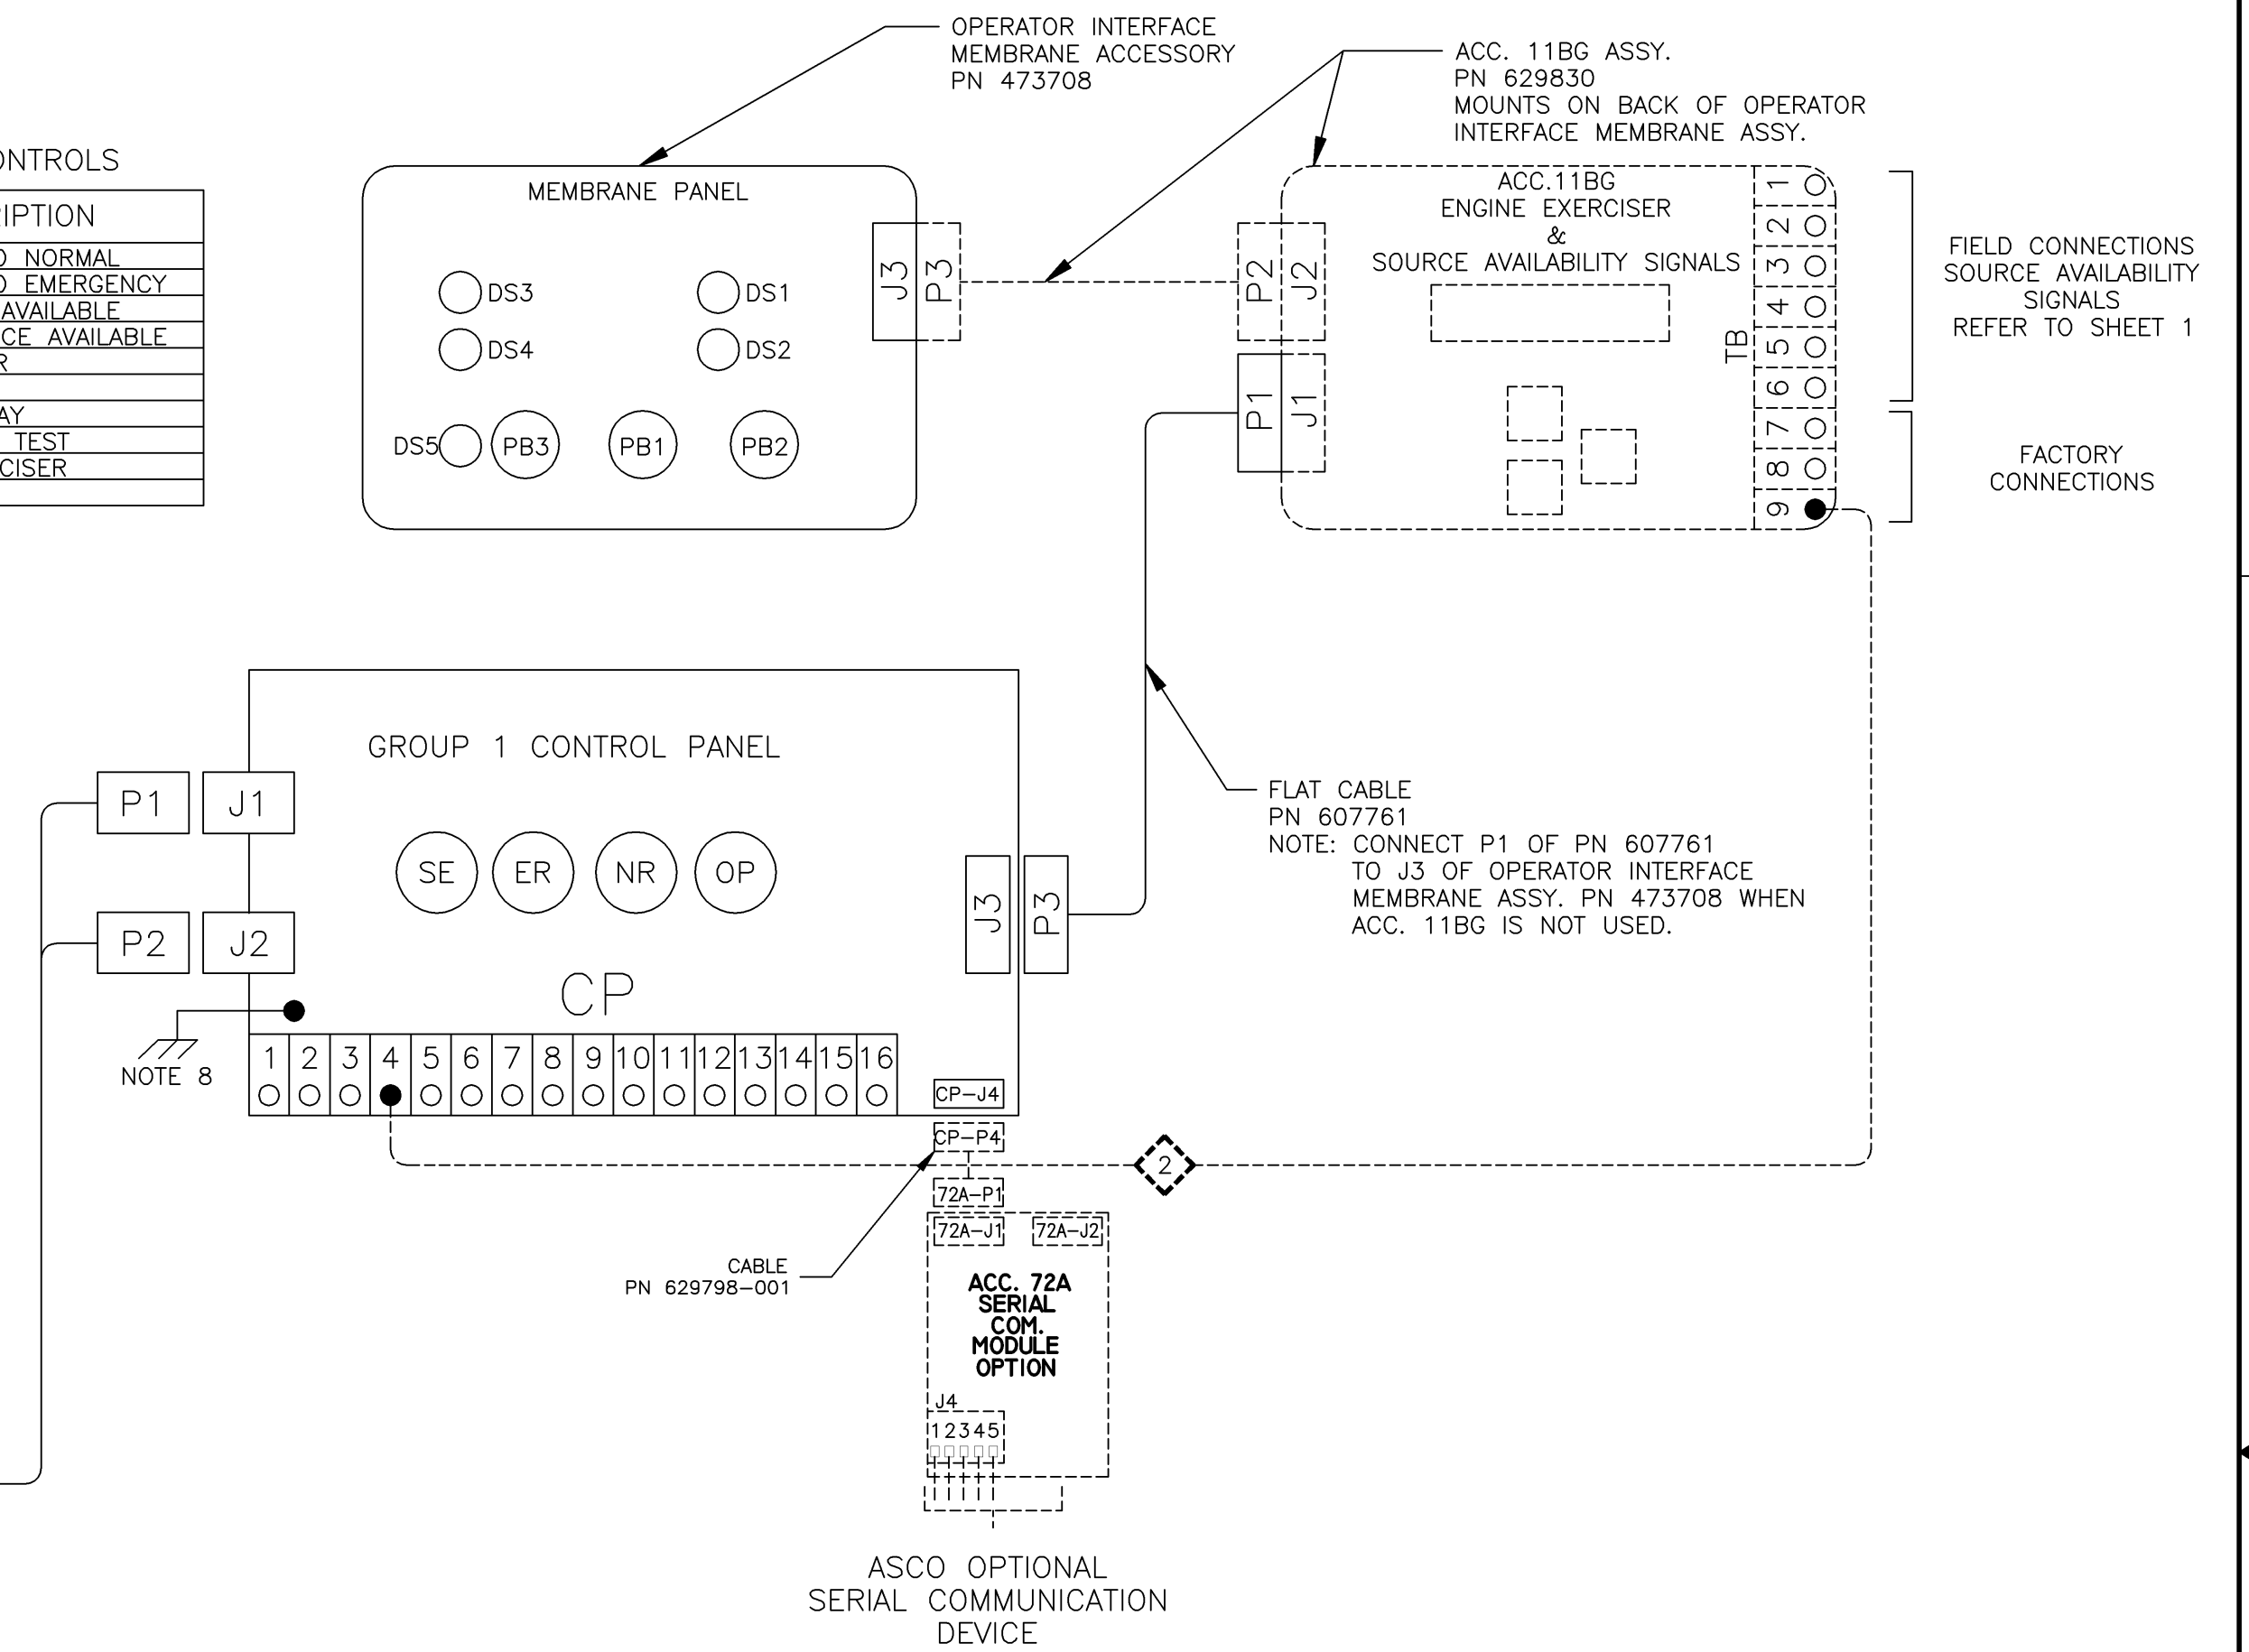 OPERATOR INTERFACE
MEMBRANE ACCESSORY
PN 473708
ACC. 11BG ASSY.
PN 629830
MOUNTS ON BACK OF OPERATOR
INTERFACE MEMBRANE ASSY.
ONTROLS
IPTION
NORMAL
EMERGENCY
AVAILABLE
CE AVAILABLE
R
AY
TEST
CISER
MEMBRANE PANEL
DS3
DS1
DS4
DS2
DS5
PB3
PB1
PB2
J3
P3
P2
J2
P1
J1
ACC.11BG
ENGINE EXERCISER
&
SOURCE AVAILABILITY SIGNALS
TB
1
2
3
4
5
6
7
8
9
FIELD CONNECTIONS
SOURCE AVAILABILITY
SIGNALS
REFER TO SHEET 1
FACTORY
CONNECTIONS
GROUP 1 CONTROL PANEL
P1
J1
SE
ER
NR
OP
P2
J2
J3
P3
CP
NOTE 8
1 2 3 4 5 6 7 8 9 10 11 12 13 14 15 16
FLAT CABLE
PN 607761
NOTE: CONNECT P1 OF PN 607761
TO J3 OF OPERATOR INTERFACE
MEMBRANE ASSY. PN 473708 WHEN
ACC. 11BG IS NOT USED.
CP-J4
CP-P4
2
72A-P1
72A-J1
72A-J2
CABLE
PN 629798-001
ACC. 72A
SERIAL
COM.
MODULE
OPTION
J4
1 2 3 4 5
ASCO OPTIONAL
SERIAL COMMUNICATION
DEVICE